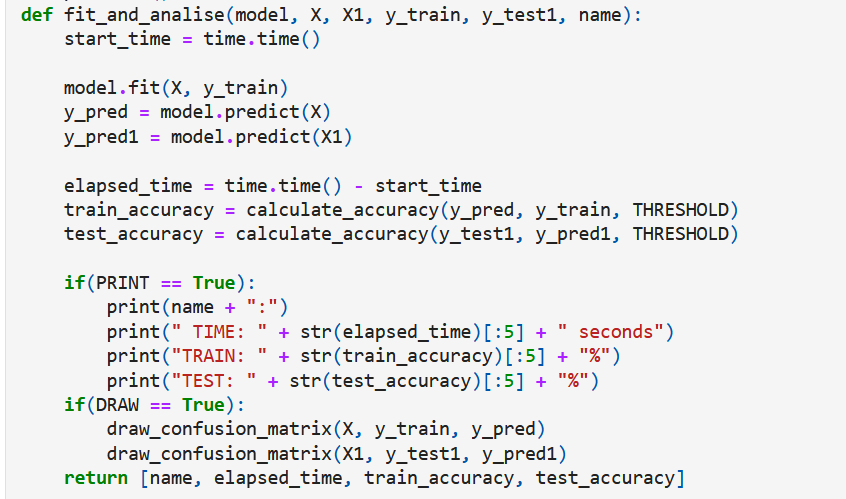 def fit_and_analise(model, X, X1, y_train, y_test1, name):
    start_time = time.time()

    model.fit(X, y_train)
    y_pred = model.predict(X)
    y_pred1 = model.predict(X1)

    elapsed_time = time.time() - start_time
    train_accuracy = calculate_accuracy(y_pred, y_train, THRESHOLD)
    test_accuracy = calculate_accuracy(y_test1, y_pred1, THRESHOLD)

    if(PRINT == True):
        print(name + ":")
        print(" TIME: " + str(elapsed_time)[:5] + " seconds")
        print("TRAIN: " + str(train_accuracy)[:5] + "%")
        print("TEST: " + str(test_accuracy)[:5] + "%")
    if(DRAW == True):
        draw_confusion_matrix(X, y_train, y_pred)
        draw_confusion_matrix(X1, y_test1, y_pred1)
    return [name, elapsed_time, train_accuracy, test_accuracy]